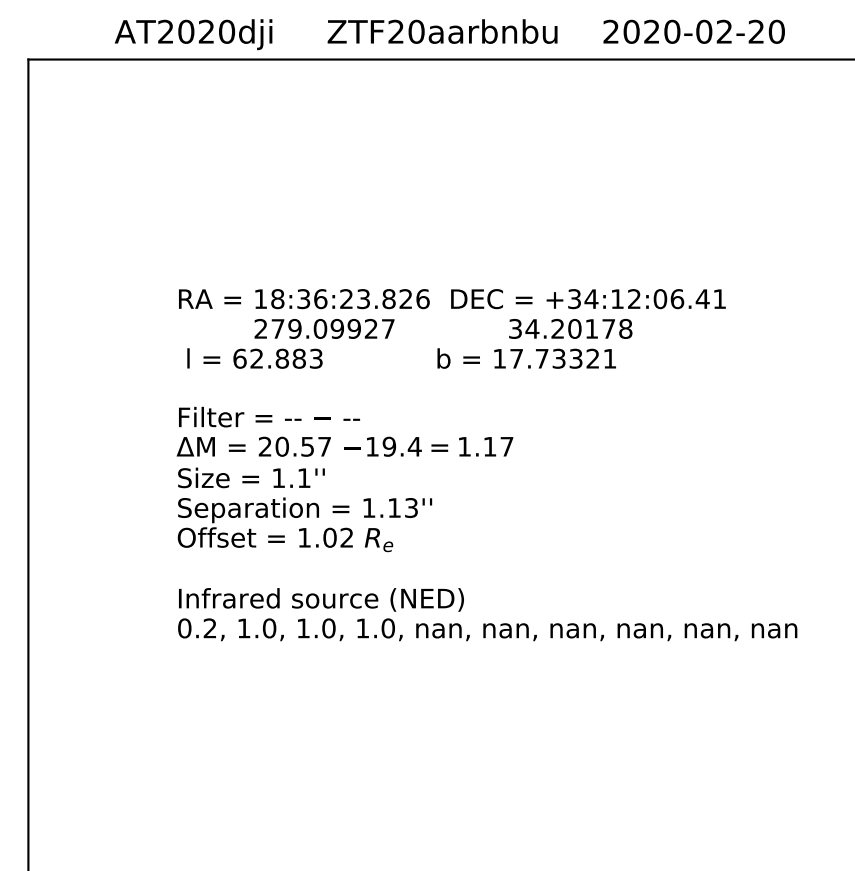 AT2020dji ZTF20aarbnbu 2020-02-20
RA = 18:36:23.826 DEC = +34:12:06.41
279.09927 34.20178
l = 62.883 b = 17.73321
Filter = -- − --
ΔM = 20.57 −19.4 = 1.17
Size = 1.1''
Separation = 1.13''
Offset = 1.02 Re
Infrared source (NED)
0.2, 1.0, 1.0, 1.0, nan, nan, nan, nan, nan, nan